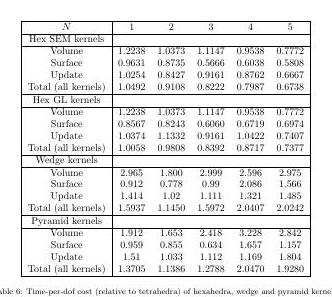 N 1 2 3 4 5
Hex SEM kernels
Volume 1.2238 1.0373 1.1147 0.9538 0.7772
Surface 0.9631 0.8735 0.5666 0.6038 0.5808
Update 1.0254 0.8427 0.9161 0.8762 0.6667
Total (all kernels) 1.0492 0.9108 0.8222 0.7987 0.6738
Hex GL kernels
Volume 1.2238 1.0373 1.1147 0.9538 0.7772
Surface 0.8567 0.8243 0.6060 0.6719 0.6974
Update 1.0374 1.1332 0.9161 1.0422 0.7407
Total (all kernels) 1.0059 0.9808 0.8392 0.8717 0.7377
Wedge kernels
Volume 2.965 1.800 2.999 2.596 2.975
Surface 0.912 0.778 0.99 2.086 1.566
Update 1.414 1.02 1.111 1.321 1.485
Total (all kernels) 1.5937 1.1450 1.5972 2.0407 2.0242
Pyramid kernels
Volume 1.912 1.653 2.418 3.228 2.842
Surface 0.959 0.855 0.634 1.657 1.157
Update 1.51 1.033 1.112 1.169 1.804
Total (all kernels) 1.3705 1.1386 1.2788 2.0470 1.9280
able 6: Time-per-dof cost (relative to tetrahedra) of hexahedra, wedge and pyramid kerne